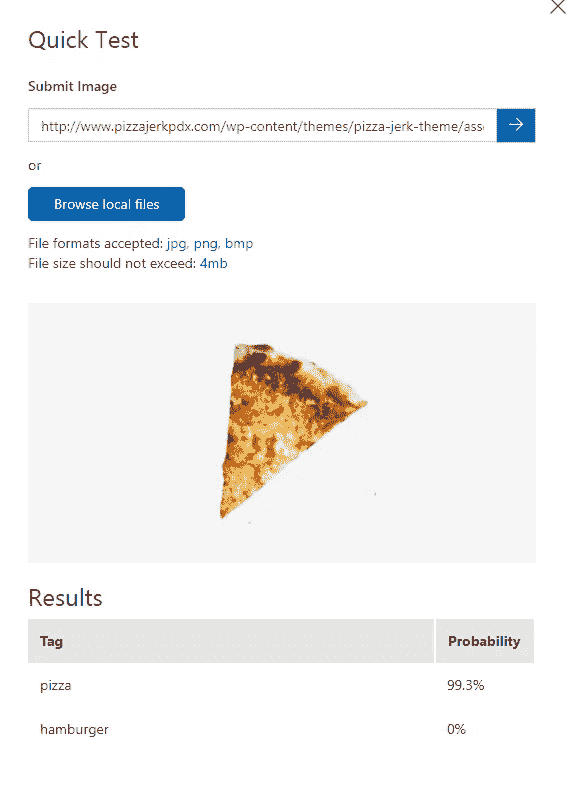 Quick Test
Submit Image
http://www.pizzajerkpdx.com/wp-content/themes/pizza-jerk-theme/ass
or
Browse local files
File formats accepted: jpg, png, bmp
File size should not exceed: 4mb
Results
Tag Probability
pizza 99.3%
hamburger 0%